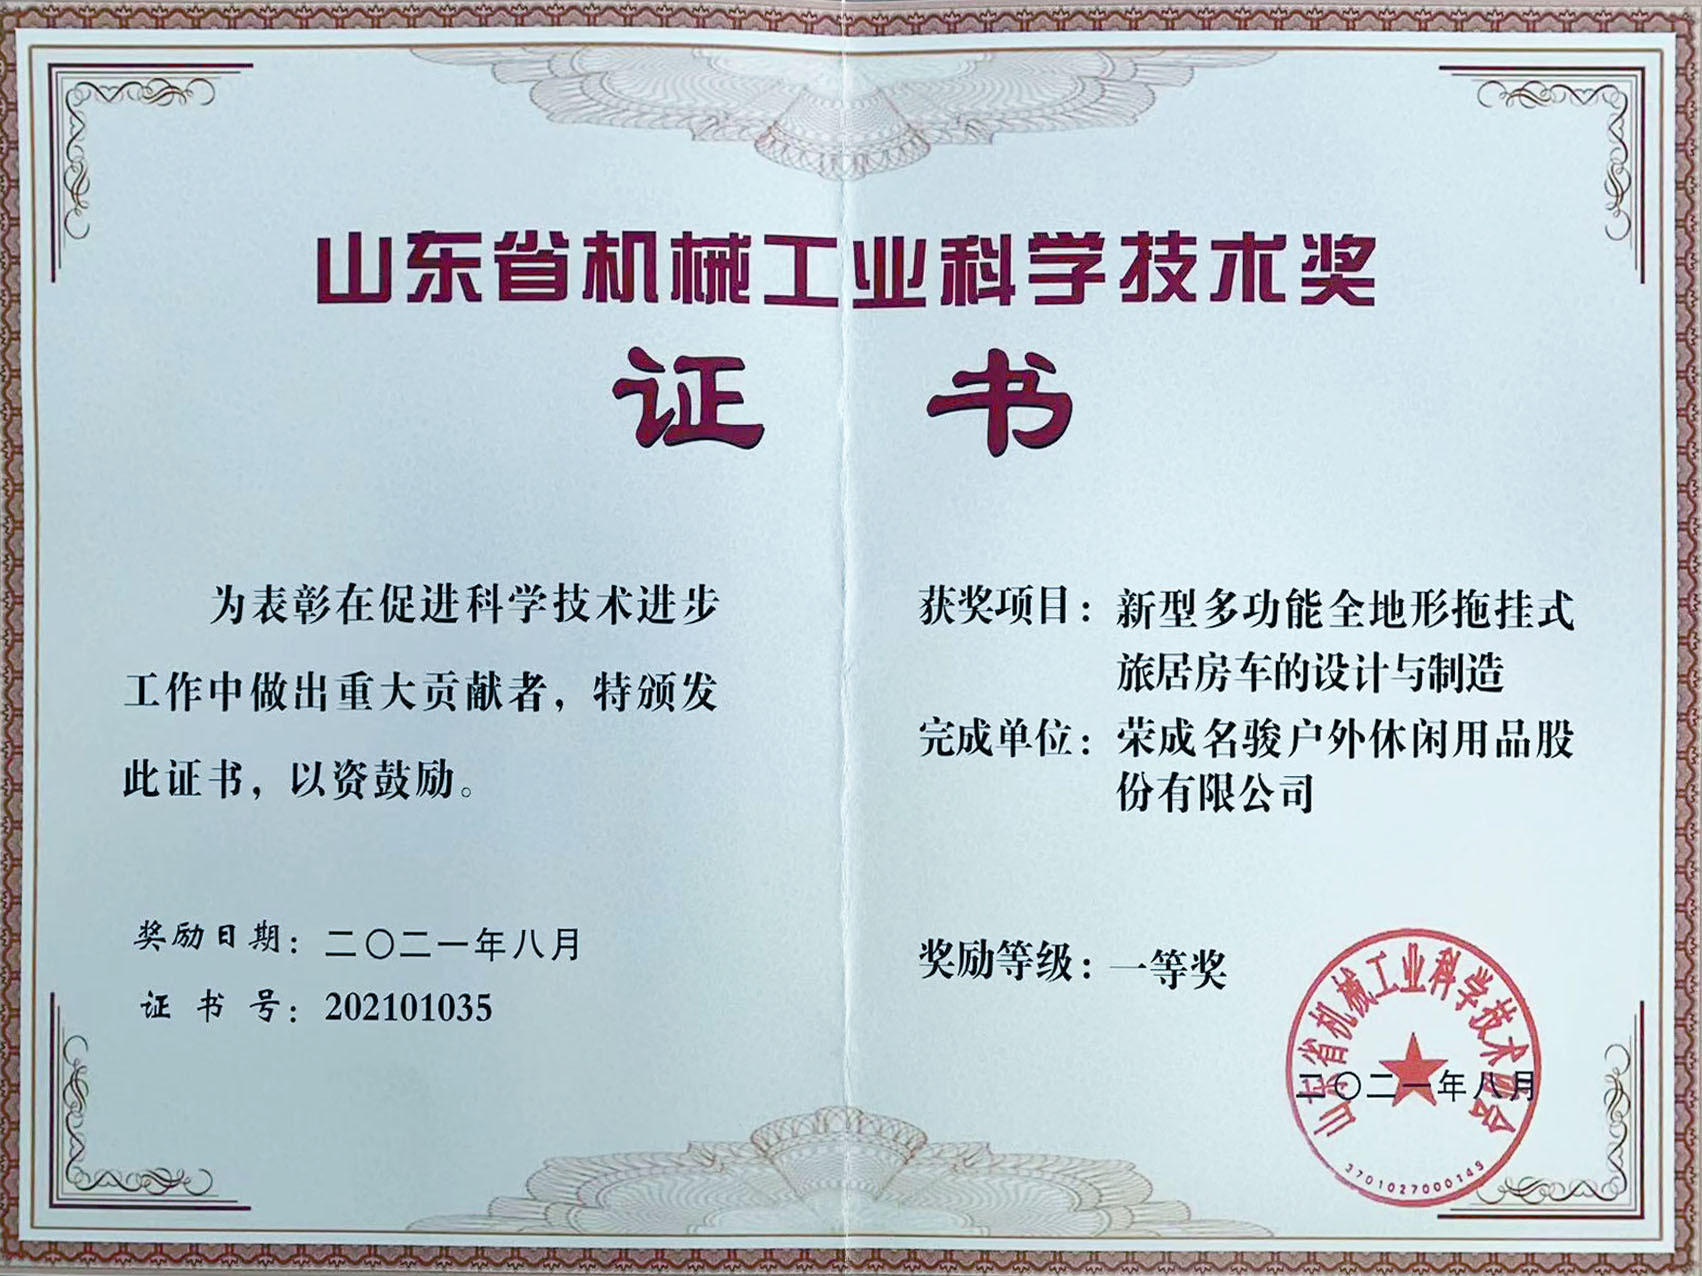 山东省机械工业科学技术奖
证 书
为表彰在促进科学技术进步
工作中做出重大贡献者，特颁发
此证书，以资鼓励。
奖励日期：二〇二一年八月
证 书 号：202101035
获奖项目：新型多功能全地形拖挂式
旅居房车的设计与制造
完成单位：荣成名骏户外休闲用品股
份有限公司
奖励等级：一等奖
山东省机械工业科学技术协会
二〇二一年八月
3701027000149